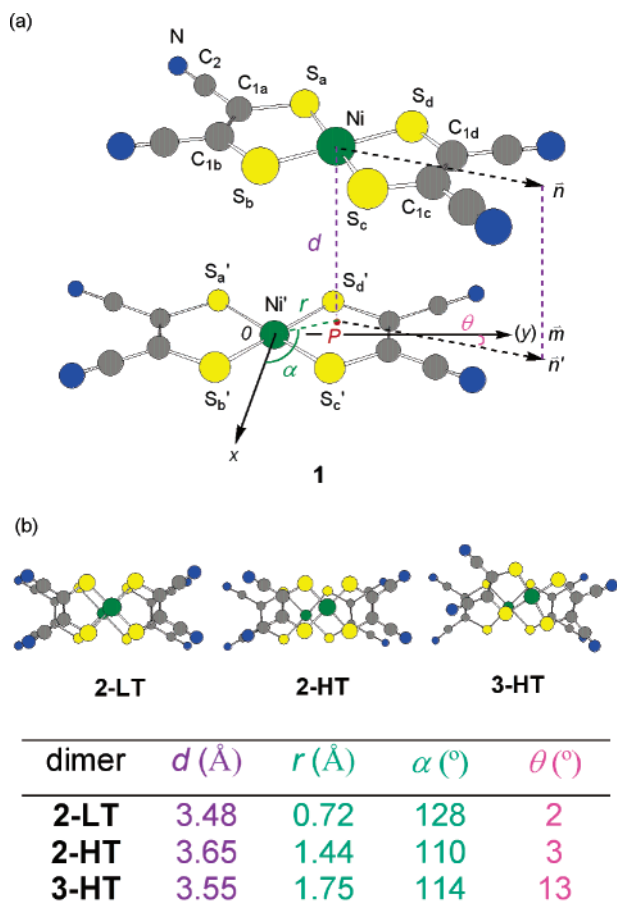 (a)
N
C2
C1a
Sa
Ni
Sd
C1d
C1b
Sb
Sc
C1c
n⃗
d
Sa'
Ni'
r
Sd'
θ
0
P
(y)
m⃗
α
n⃗'
Sb'
Sc'
x
1
(b)
2-LT 2-HT 3-HT
dimer d (Å) r (Å) α (º) θ (º)
2-LT 3.48 0.72 128 2
2-HT 3.65 1.44 110 3
3-HT 3.55 1.75 114 13